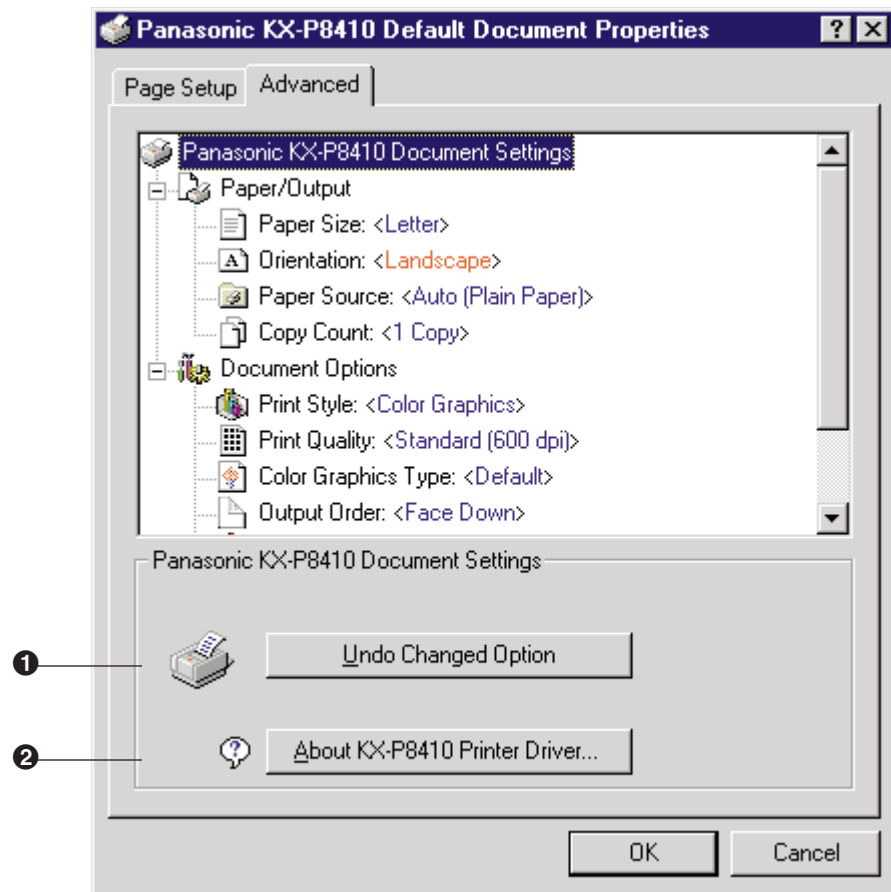 Panasonic KX-P8410 Default Document Properties
Page Setup Advanced
Panasonic KX-P8410 Document Settings
Paper/Output
Paper Size: <Letter>
Orientation: <Landscape>
Paper Source: <Auto (Plain Paper)>
Copy Count: <1 Copy>
Document Options
Print Style: <Color Graphics>
Print Quality: <Standard (600 dpi)>
Color Graphics Type: <Default>
Output Order: <Face Down>
Panasonic KX-P8410 Document Settings
❶ Undo Changed Option
❷ About KX-P8410 Printer Driver...
OK Cancel